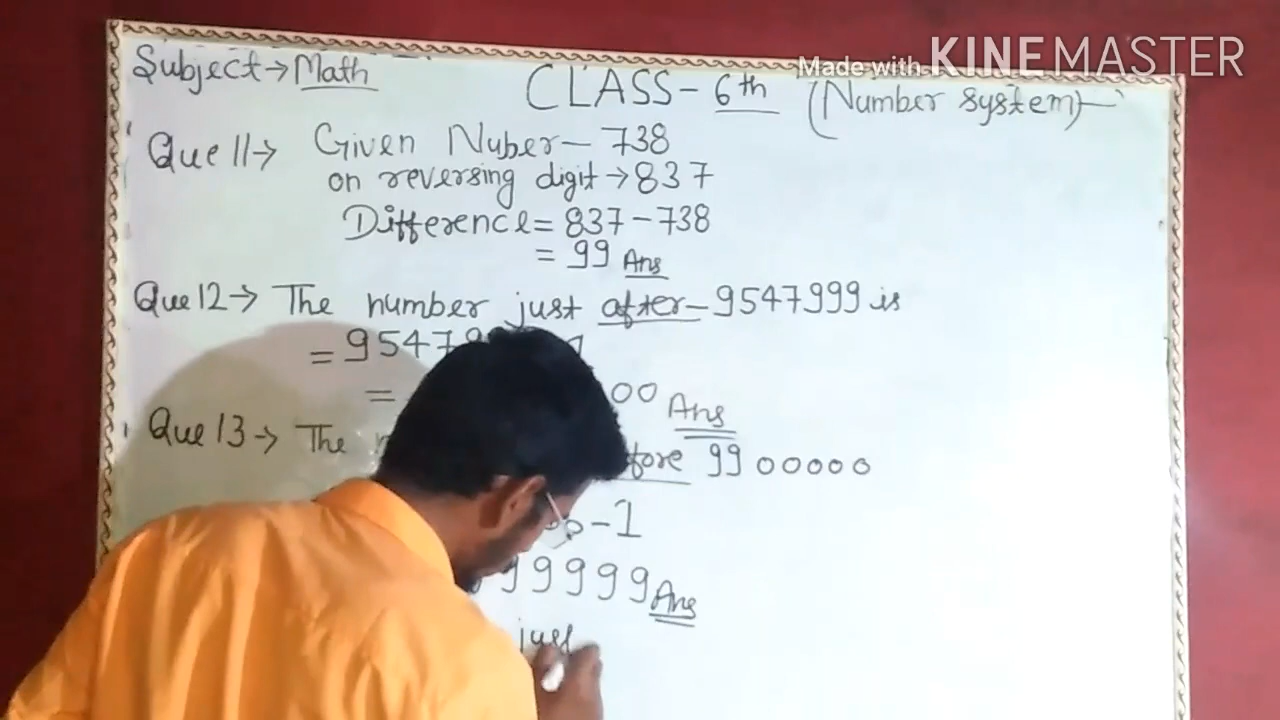 Made with KINEMASTER
Subject→Math
CLASS-6th (Number system)
Que 11→ Given Nuber-738
on reversing digit→837
Difference=837-738
=99 Ans
Que 12→ The number just after-9547999 is
=9547
=00 Ans
Que 13→ The 9900000
-1
99999 Ans
just